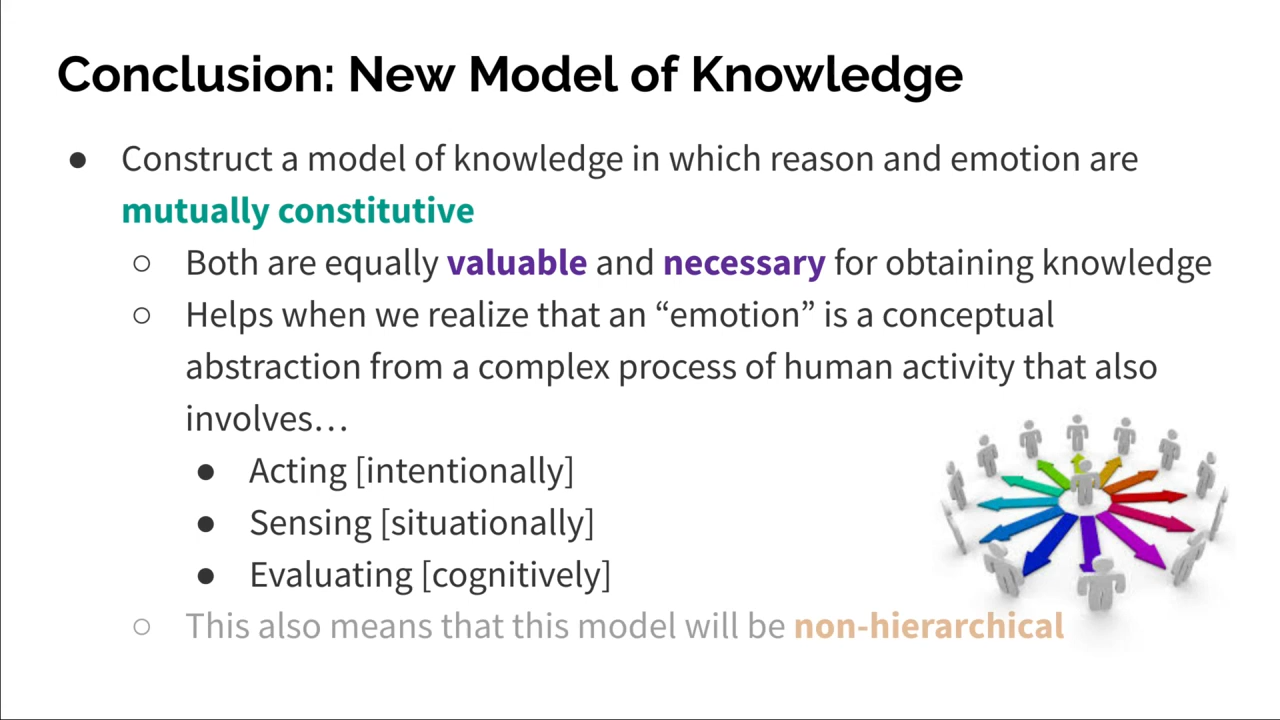 Conclusion: New Model of Knowledge
● Construct a model of knowledge in which reason and emotion are
mutually constitutive
○ Both are equally valuable and necessary for obtaining knowledge
○ Helps when we realize that an “emotion” is a conceptual
abstraction from a complex process of human activity that also
involves…
● Acting [intentionally]
● Sensing [situationally]
● Evaluating [cognitively]
○ This also means that this model will be non-hierarchical